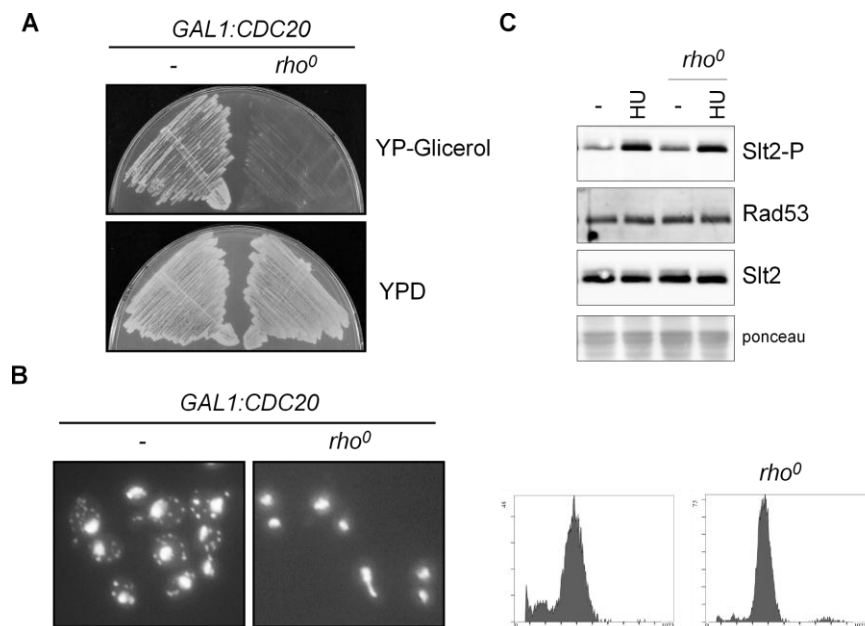 A
GAL1:CDC20
- rho⁰
YP-Glicerol
YPD
B
GAL1:CDC20
- rho⁰
C
rho⁰
- HU - HU
Slt2-P
Rad53
Slt2
ponceau
rho⁰